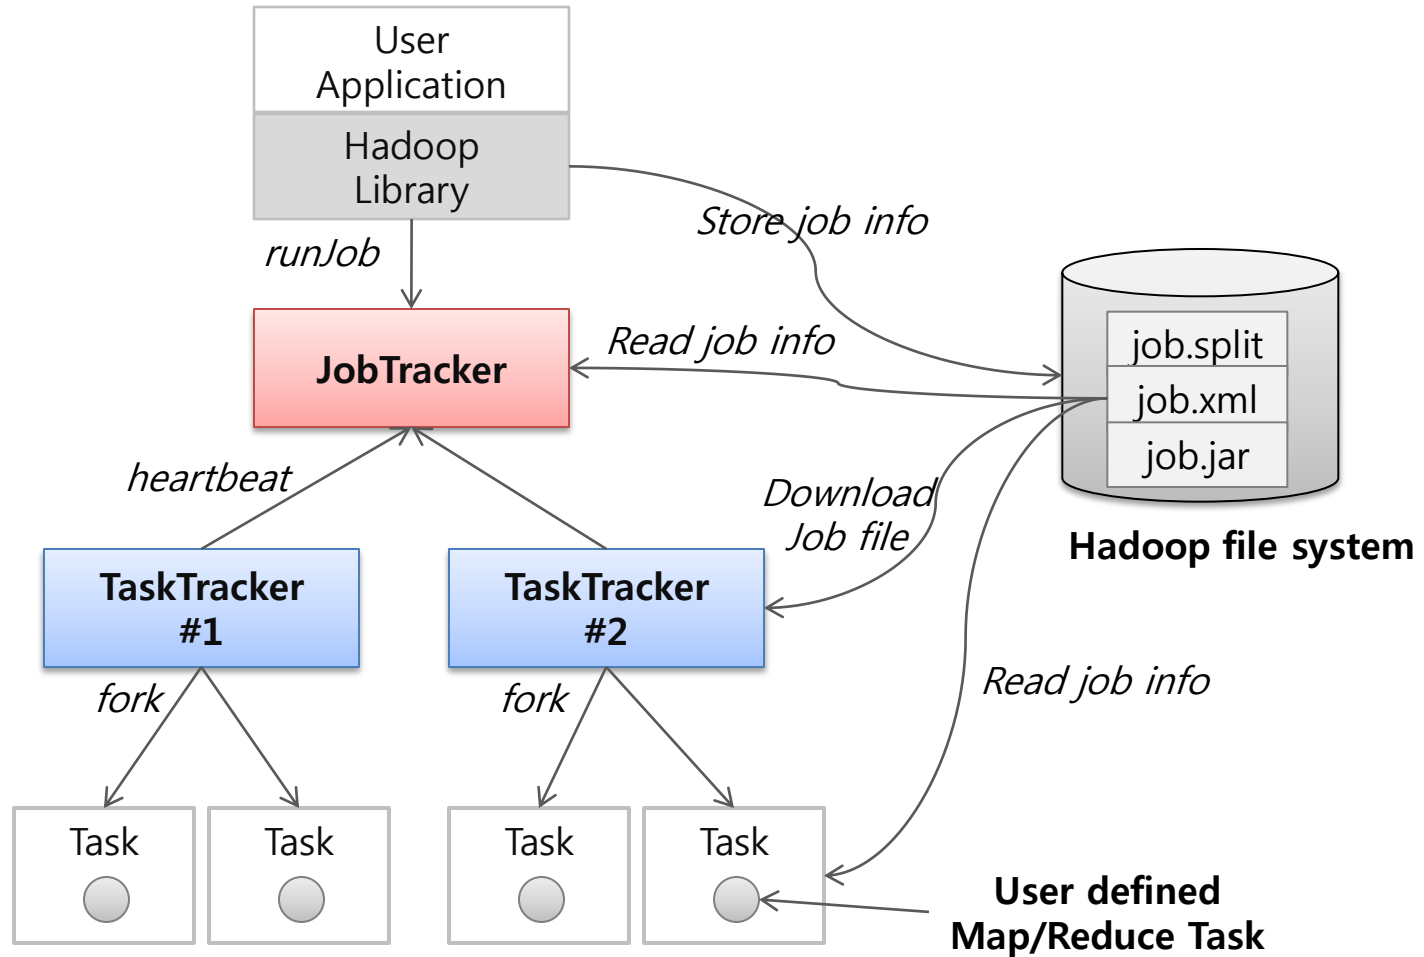 User
Application
Hadoop
Library
runJob
Store job info
JobTracker
Read job info
job.split
job.xml
job.jar
heartbeat
Download
Job file
Hadoop file system
TaskTracker
#1
TaskTracker
#2
fork
fork
Read job info
Task
Task
Task
Task
User defined
Map/Reduce Task